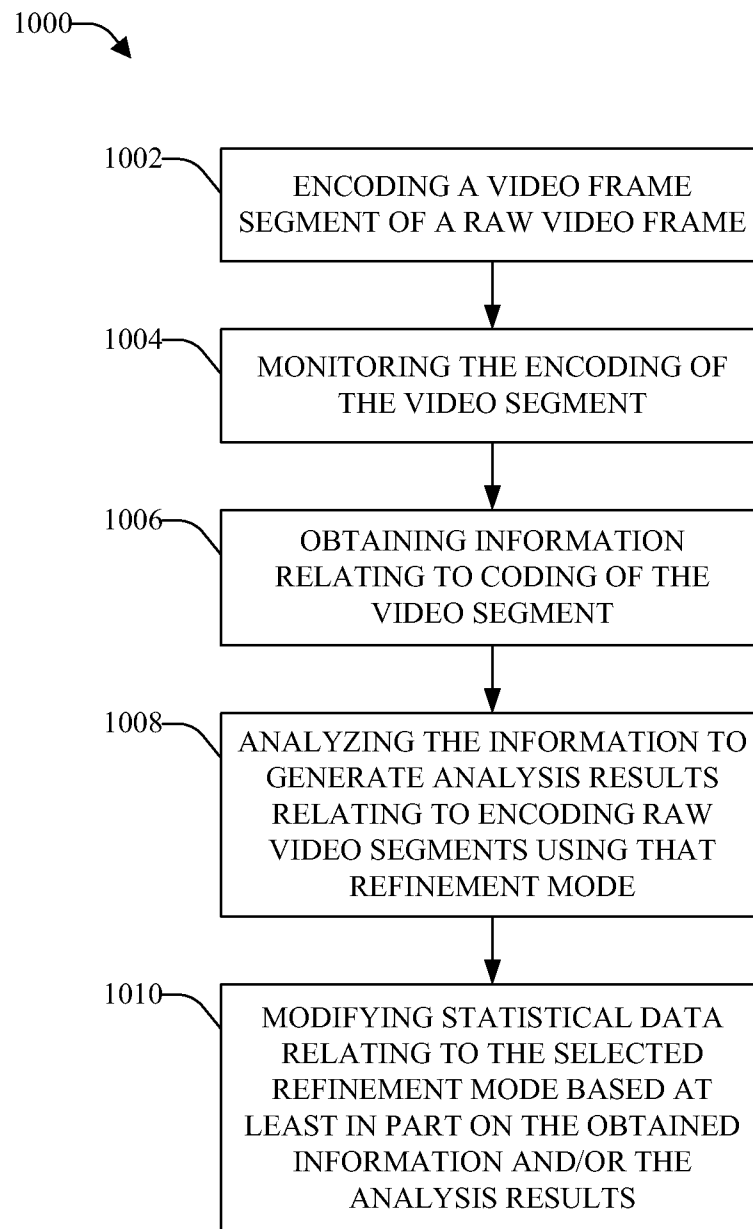 1000
1002
ENCODING A VIDEO FRAME
SEGMENT OF A RAW VIDEO FRAME
1004
MONITORING THE ENCODING OF
THE VIDEO SEGMENT
1006
OBTAINING INFORMATION
RELATING TO CODING OF THE
VIDEO SEGMENT
1008
ANALYZING THE INFORMATION TO
GENERATE ANALYSIS RESULTS
RELATING TO ENCODING RAW
VIDEO SEGMENTS USING THAT
REFINEMENT MODE
1010
MODIFYING STATISTICAL DATA
RELATING TO THE SELECTED
REFINEMENT MODE BASED AT
LEAST IN PART ON THE OBTAINED
INFORMATION AND/OR THE
ANALYSIS RESULTS